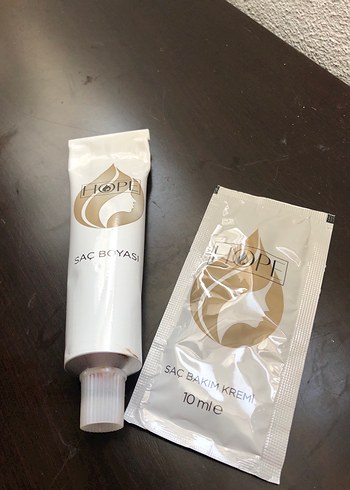 HOPE
SAÇ BOYASI
HOPE
SAÇ BAKIM KREMİ
10 ml e